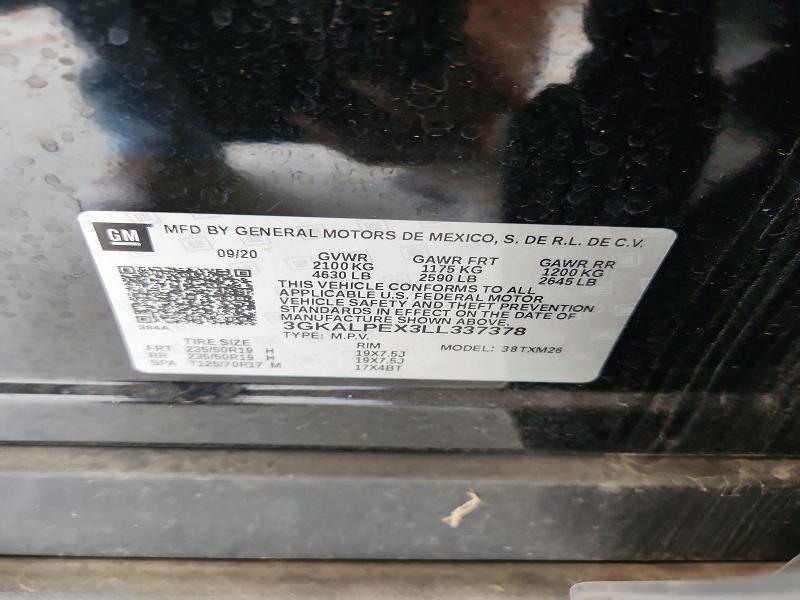 GM MFD BY GENERAL MOTORS DE MEXICO, S. DE R.L. DE C.V.
09/20 GVWR GAWR FRT GAWR RR
2100 KG 1175 KG 1200 KG
4630 LB 2590 LB 2645 LB
THIS VEHICLE CONFORMS TO ALL
APPLICABLE U.S. FEDERAL MOTOR
VEHICLE SAFETY AND THEFT PREVENTION
STANDARDS IN EFFECT ON THE DATE OF
MANUFACTURE SHOWN ABOVE.
384A
3GKALPEX3LL337378
TYPE: M.P.V. MODEL: 38TXM26
TIRE SIZE RIM
FRT 235/50R19 H 19X7.5J
RR 235/50R19 H 19X7.5J
SPA T125/70R17 M 17X4BT